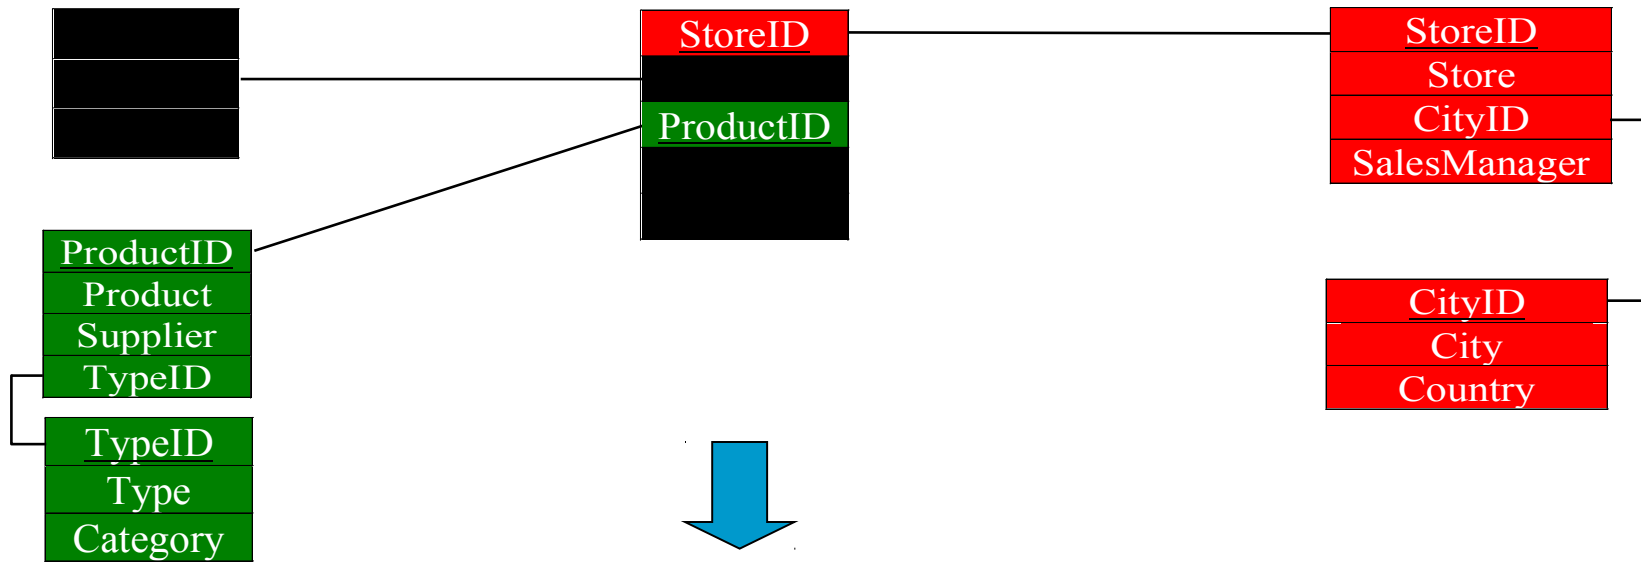 StoreID
ProductID
StoreID
Store
CityID
SalesManager
ProductID
Product
Supplier
TypeID
TypeID
Type
Category
CityID
City
Country